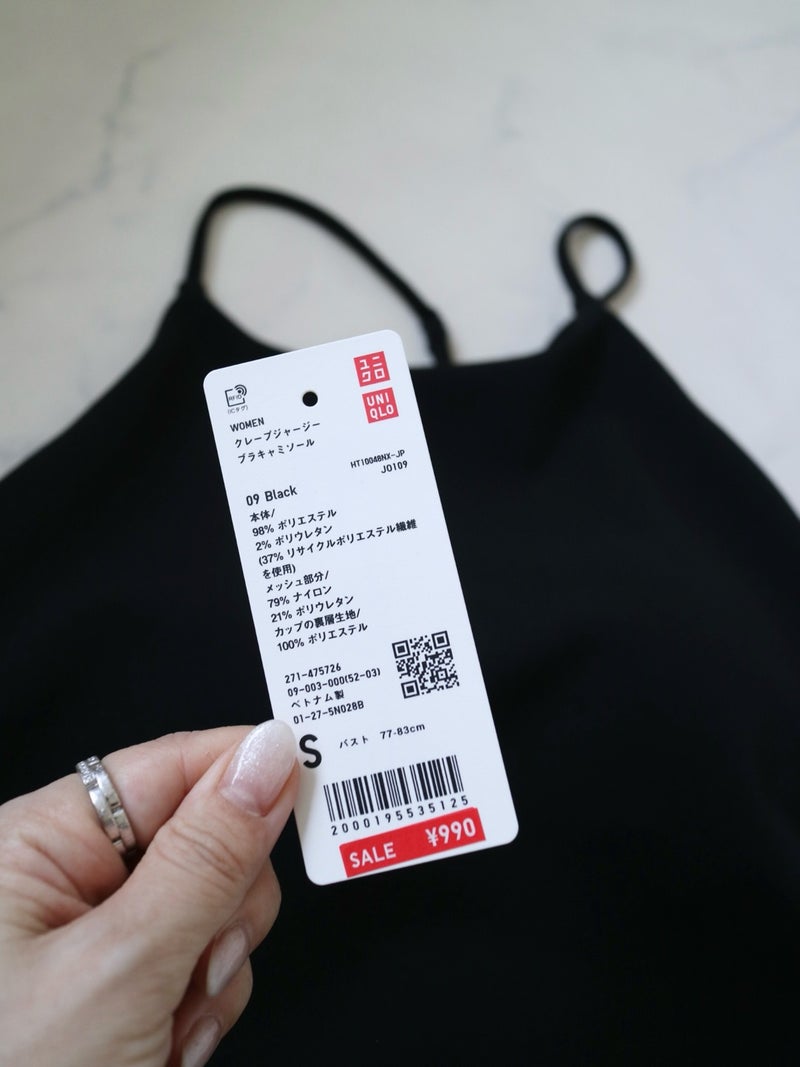 ユニ
クロ
UNI
QLO
RFID
(ICタグ)
WOMEN
クレープジャージー
ブラキャミソール
HT10048NX-JP
J0109
09 Black
本体/
98% ポリエステル
2% ポリウレタン
(37% リサイクルポリエステル繊維
を使用)
メッシュ部分/
79% ナイロン
21% ポリウレタン
カップの裏層生地/
100% ポリエステル
271-475726
09-003-000(52-03)
ベトナム製
01-27-5N028B
S バスト 77-83cm
2000195535125
SALE ¥990